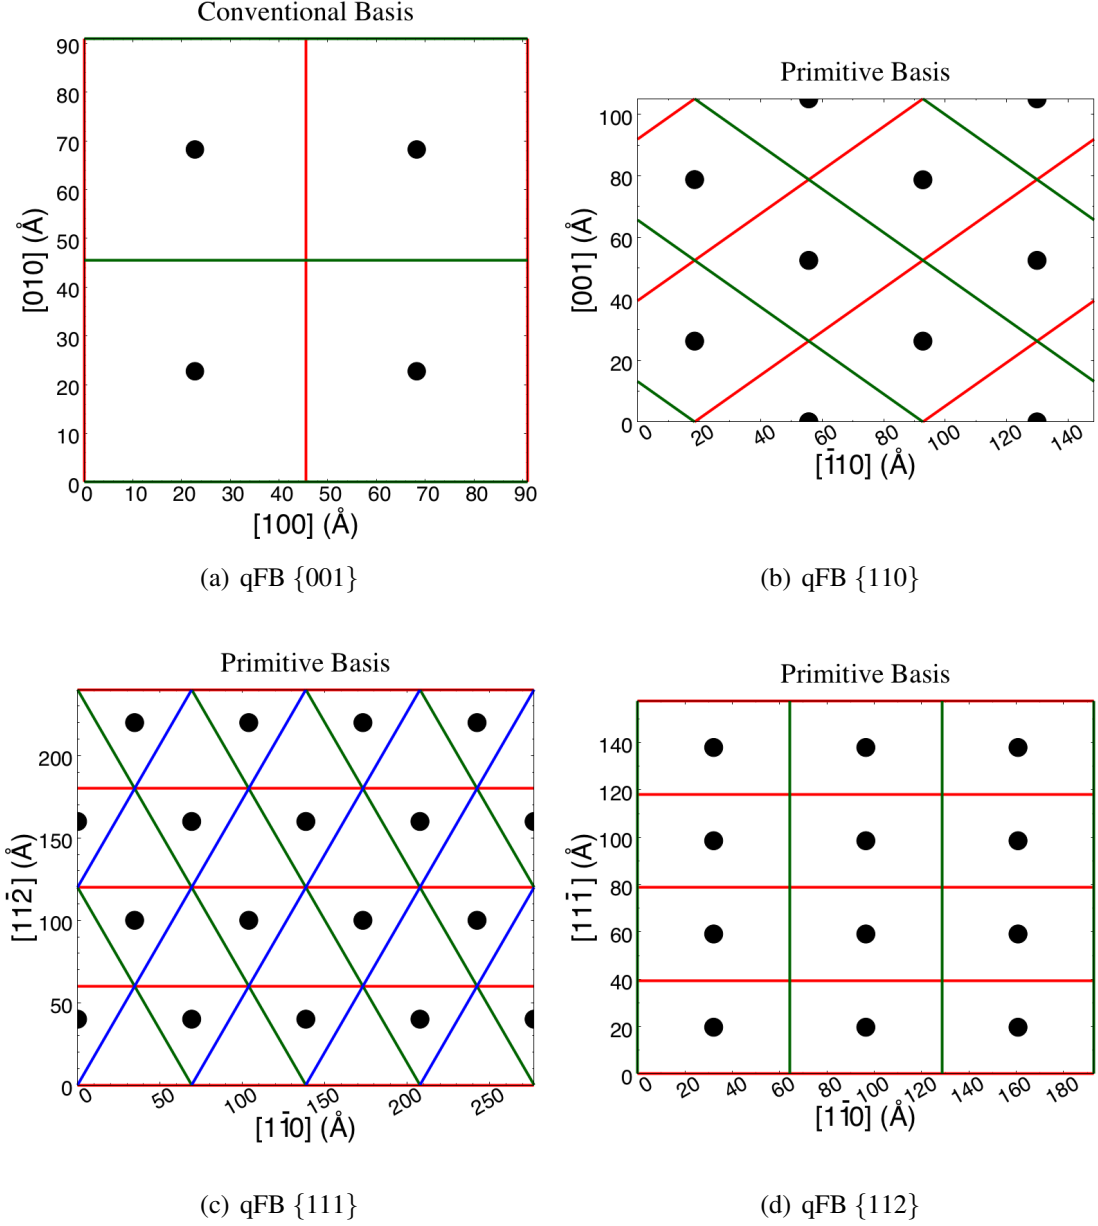 Conventional Basis
90
80
70
60
50
40
30
20
10
0
[010] (Å)
0 10 20 30 40 50 60 70 80 90
[100] (Å)
(a) qFB {001}
Primitive Basis
100
80
60
40
20
0
[001] (Å)
0 20 40 60 80 100 120 140
[1̄10] (Å)
(b) qFB {110}
Primitive Basis
200
150
100
50
0
[112̄] (Å)
0 50 100 150 200 250
[11̄0] (Å)
(c) qFB {111}
Primitive Basis
140
120
100
80
60
40
20
0
[111̄] (Å)
0 20 40 60 80 100 120 140 160 180
[11̄0] (Å)
(d) qFB {112}